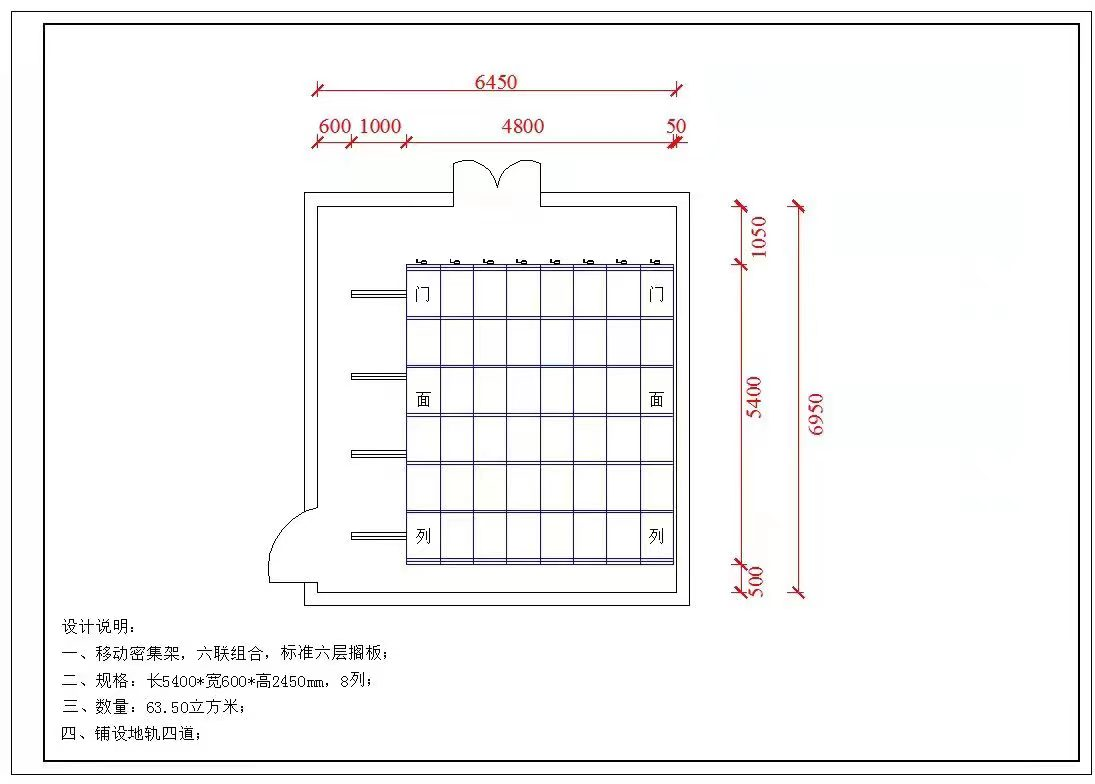 6450
600 1000 4800 50
1050
5400
6950
500
门 门
面 面
列 列
设计说明：
一、移动密集架，六联组合，标准六层搁板；
二、规格：长5400*宽600*高2450mm，8列；
三、数量：63.50立方米；
四、铺设地轨四道；